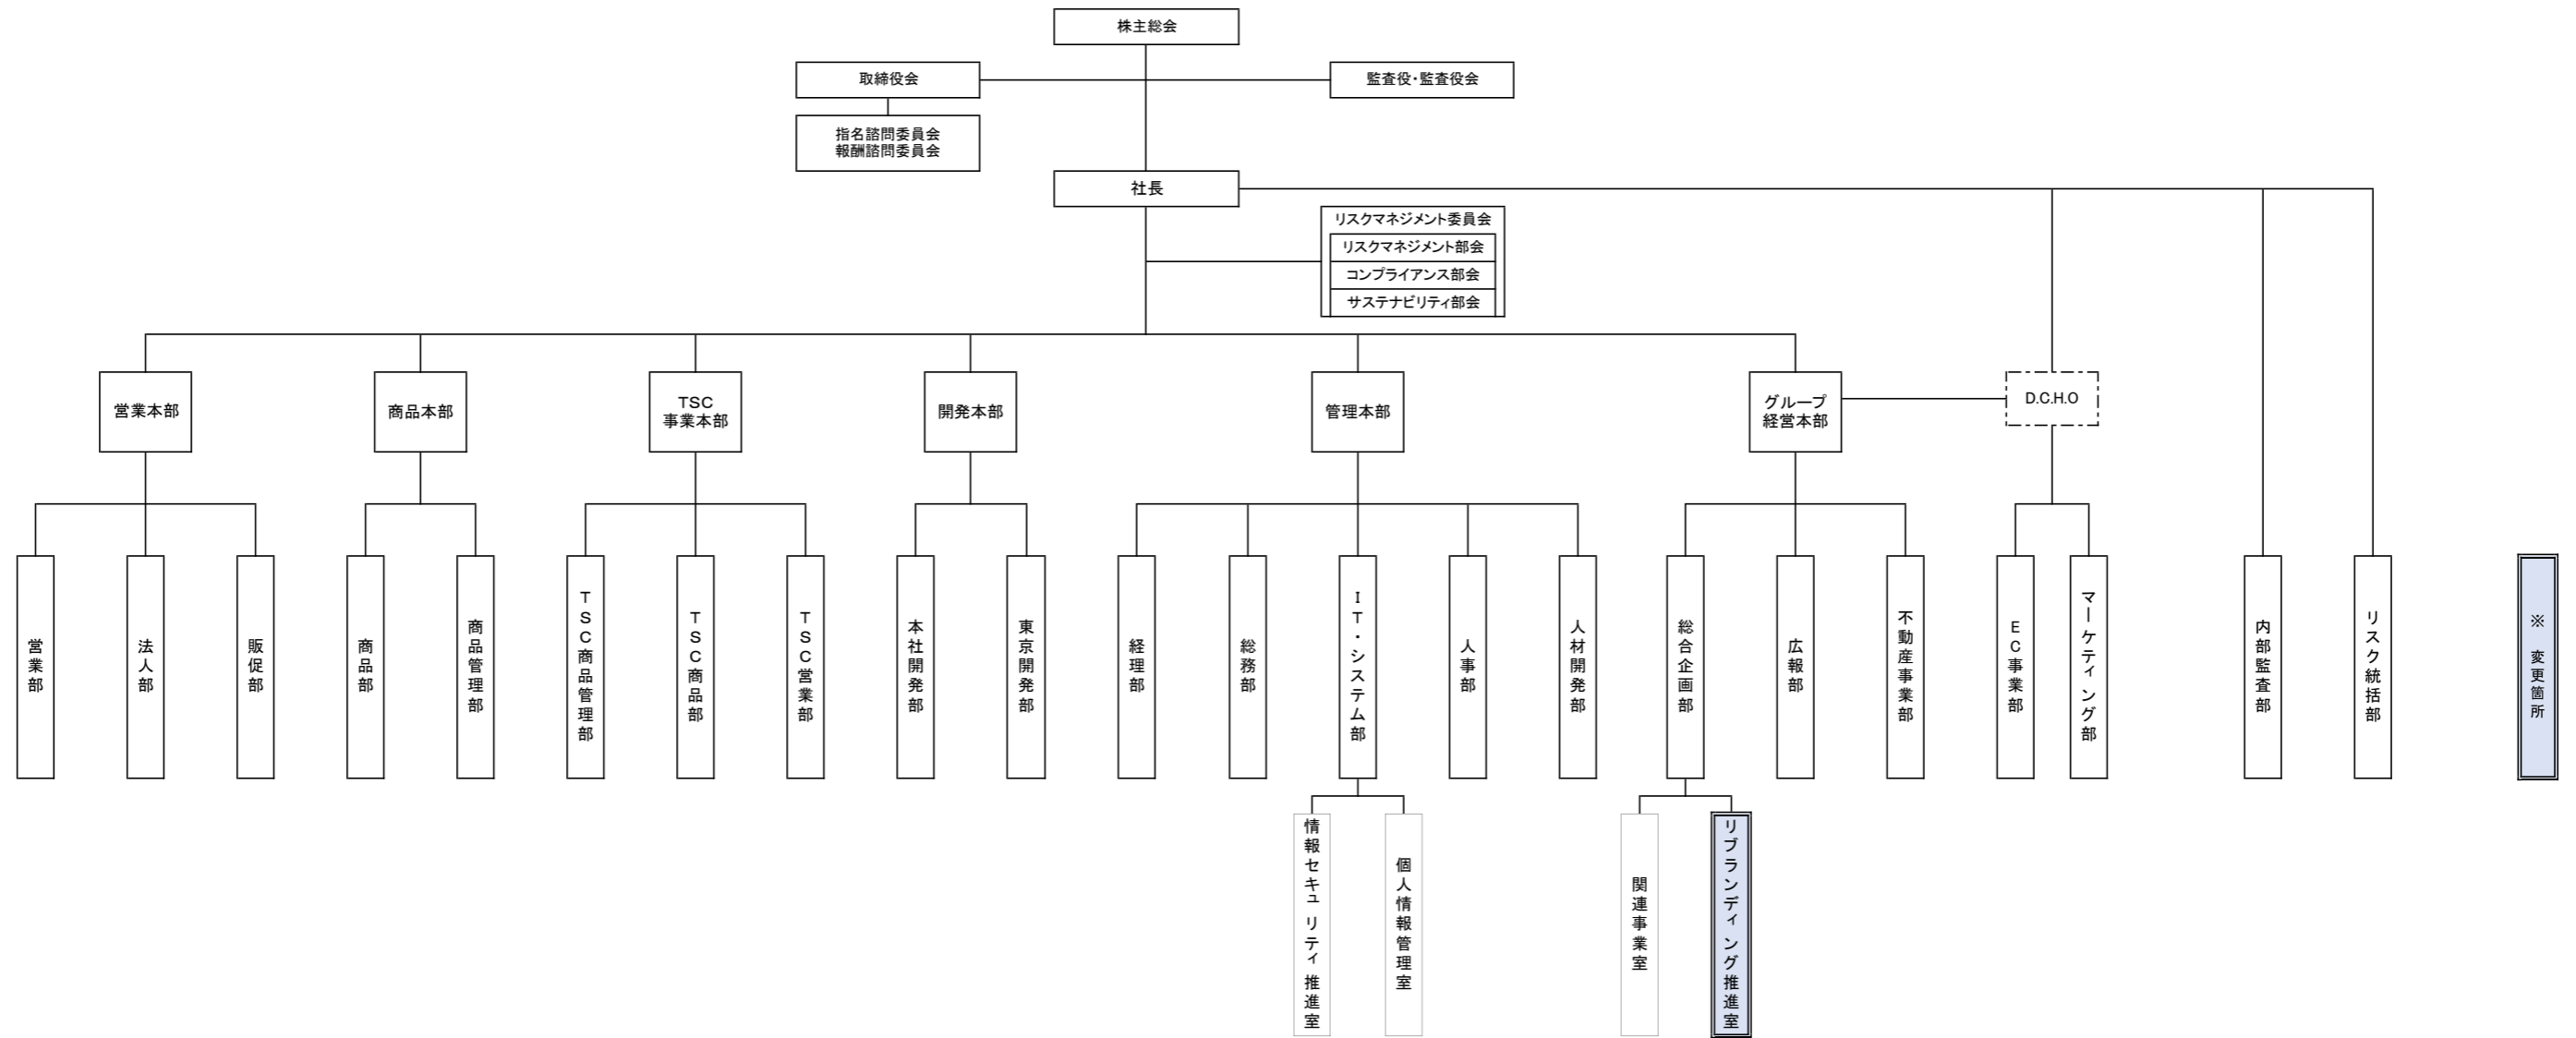 株主総会
取締役会
監査役・監査役会
指名諮問委員会
報酬諮問委員会
社長
リスクマネジメント委員会
リスクマネジメント部会
コンプライアンス部会
サステナビリティ部会
営業本部
商品本部
TSC
事業本部
開発本部
管理本部
グループ
経営本部
D.C.H.O
営業部
法人部
販促部
商品部
商品管理部
TSC商品管理部
TSC商品部
TSC営業部
本社開発部
東京開発部
経理部
総務部
IT・システム部
人事部
人材開発部
総合企画部
広報部
不動産事業部
EC事業部
マーケティング部
内部監査部
リスク統括部
※ 変更箇所
情報セキュリティ推進室
個人情報管理室
関連事業室
リブランディング推進室